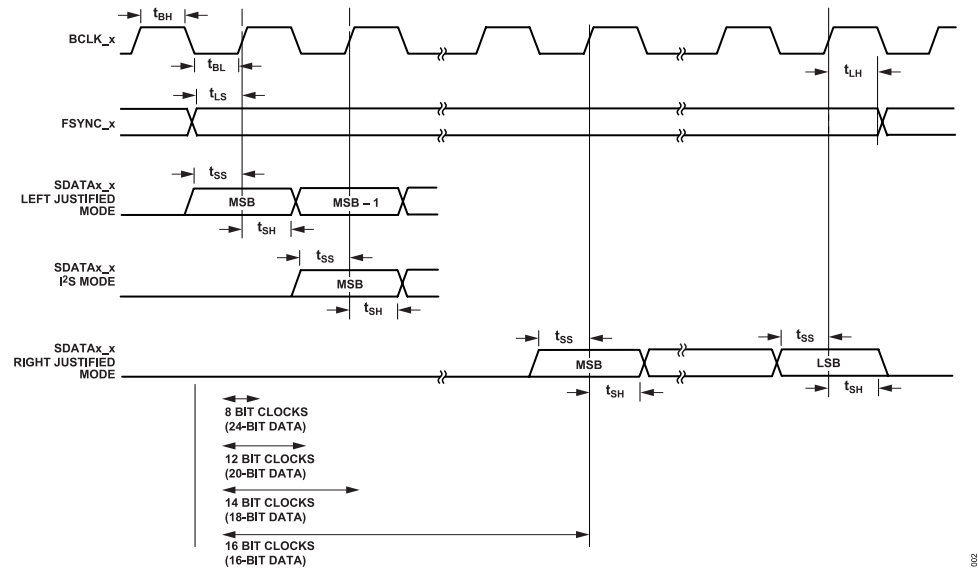 tBH
BCLK_x
tBL
tLH
tLS
FSYNC_x
tSS
SDATAx_x
LEFT JUSTIFIED
MODE
MSB
MSB – 1
tSH
tSS
SDATAx_x
I2S MODE
MSB
tSH
SDATAx_x
RIGHT JUSTIFIED
MODE
tSS
tSS
MSB
LSB
tSH
tSH
8 BIT CLOCKS
(24-BIT DATA)
12 BIT CLOCKS
(20-BIT DATA)
14 BIT CLOCKS
(18-BIT DATA)
16 BIT CLOCKS
(16-BIT DATA)
002